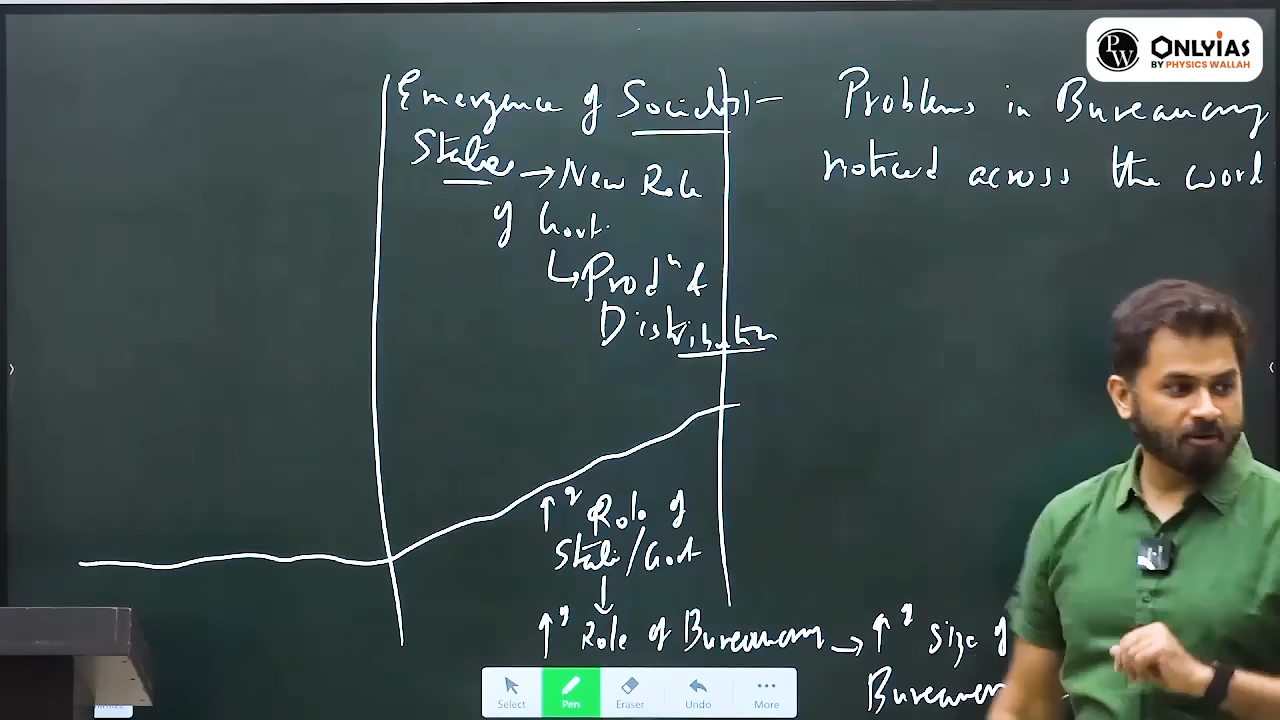 PW ONLYIAS
BY PHYSICS WALLAH
Emergence of Socialist
State → New Role
of Govt.
↳ Prodⁿ &
Distribution
Problems in Bureaucracy
noticed across the world
↑ Role of
State/Govt
↓
↑ Role of Bureaucracy → ↑ size of
Bureaucracy
Select Pen Eraser Undo More